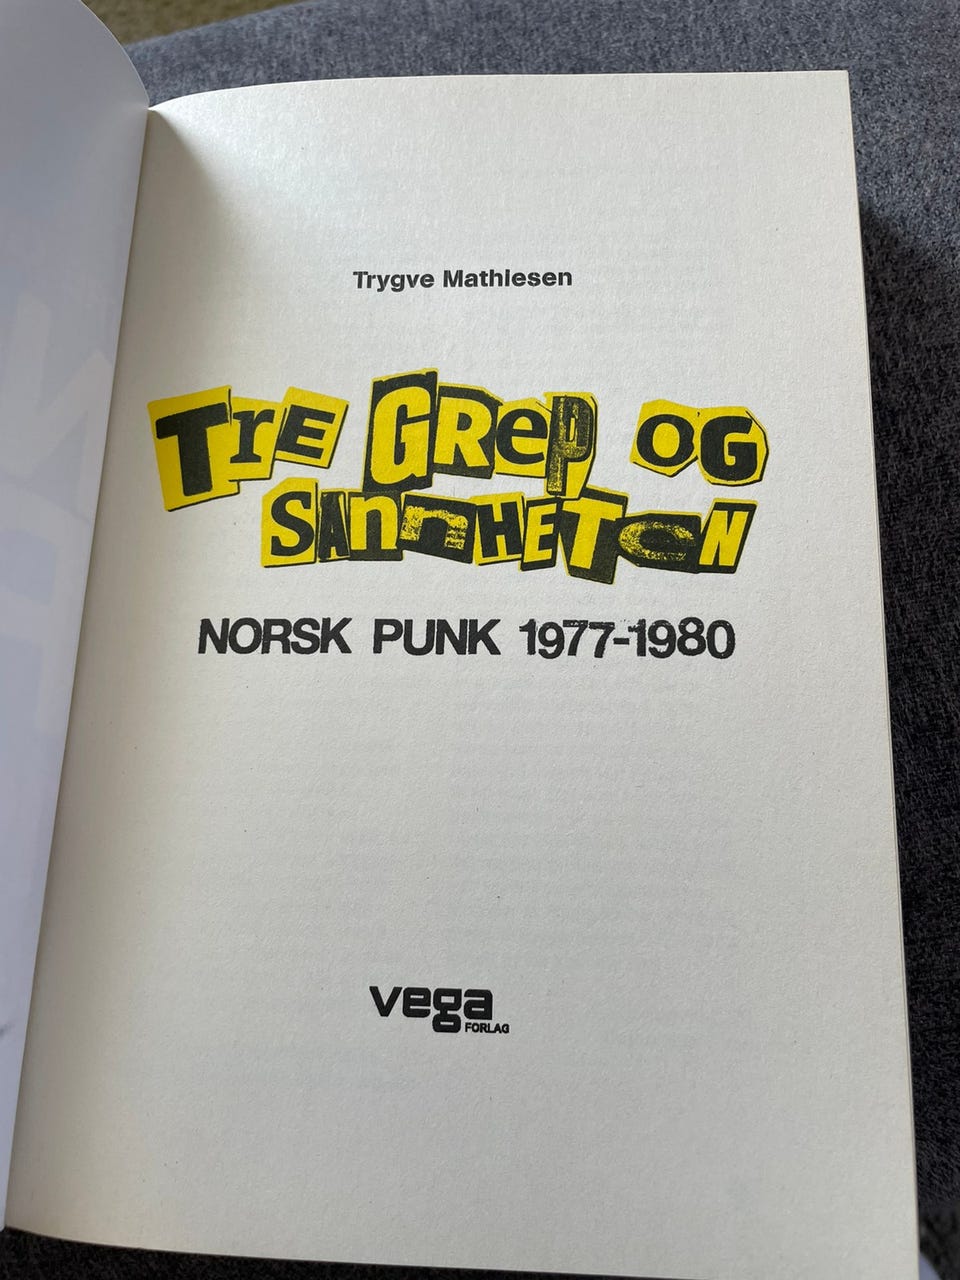 Trygve Mathiesen
TrE GRep OG
SAnnHETeN
NORSK PUNK 1977-1980
vega
FORLAG